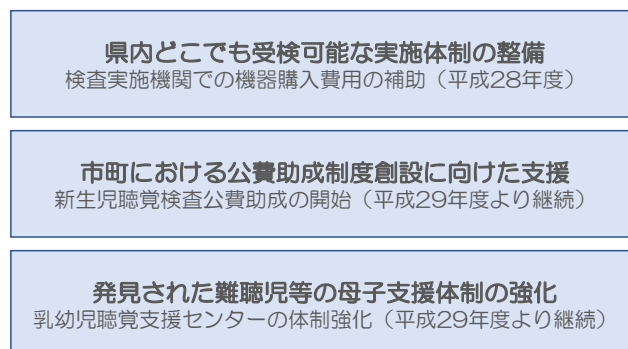 県内どこでも受検可能な実施体制の整備
検査実施機関での機器購入費用の補助（平成28年度）
市町における公費助成制度創設に向けた支援
新生児聴覚検査公費助成の開始（平成29年度より継続）
発見された難聴児等の母子支援体制の強化
乳幼児聴覚支援センターの体制強化（平成29年度より継続）